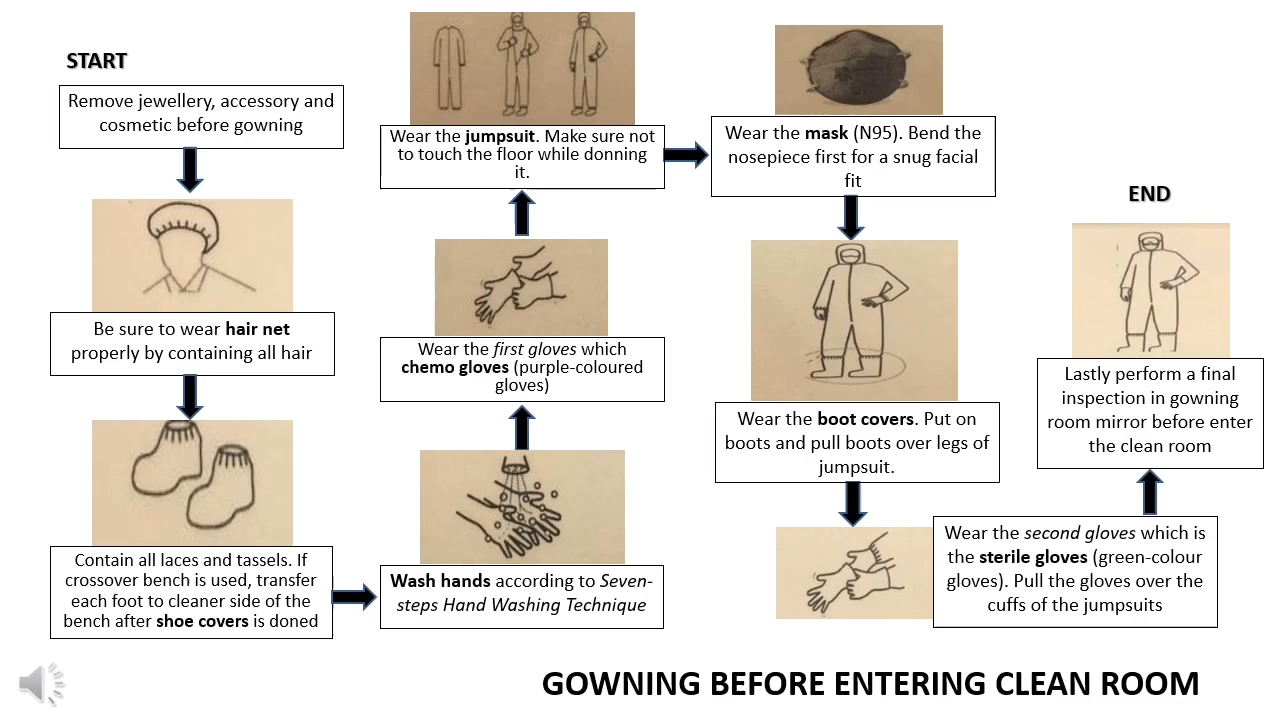 START
Remove jewellery, accessory and
cosmetic before gowning
Be sure to wear hair net
properly by containing all hair
Contain all laces and tassels. If
crossover bench is used, transfer
each foot to cleaner side of the
bench after shoe covers is doned
Wash hands according to Seven-
steps Hand Washing Technique
Wear the first gloves which
chemo gloves (purple-coloured
gloves)
Wear the jumpsuit. Make sure not
to touch the floor while donning
it.
Wear the mask (N95). Bend the
nosepiece first for a snug facial
fit
Wear the boot covers. Put on
boots and pull boots over legs of
jumpsuit.
Wear the second gloves which is
the sterile gloves (green-colour
gloves). Pull the gloves over the
cuffs of the jumpsuits
Lastly perform a final
inspection in gowning
room mirror before enter
the clean room
END
GOWNING BEFORE ENTERING CLEAN ROOM